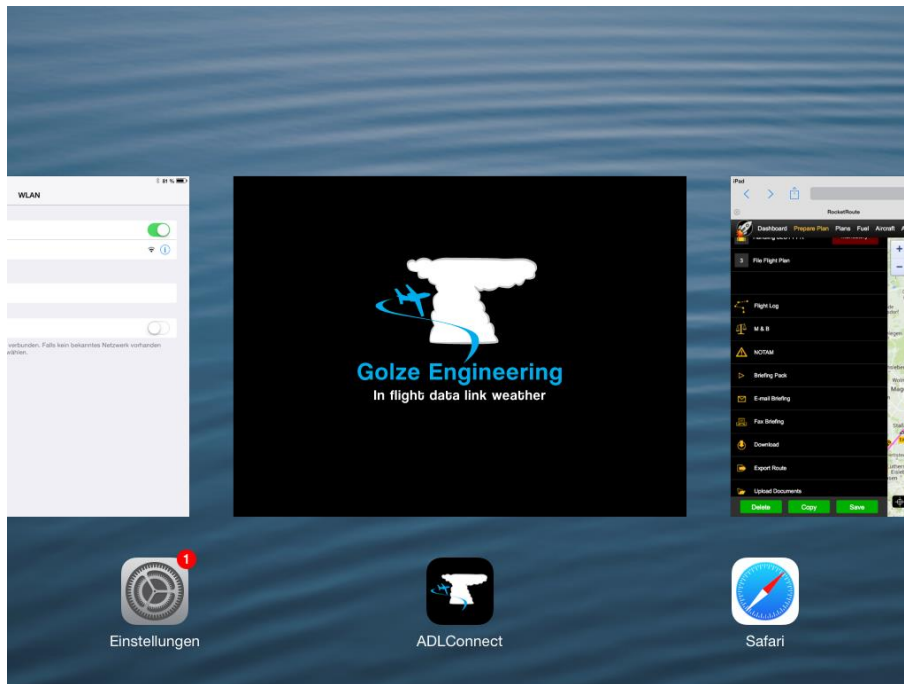 81 %
WLAN
verbunden. Falls kein bekanntes Netzwerk vorhanden
wählen.
Golze Engineering
In flight data link weather
iPad
RocketRoute
Dashboard Prepare Plan Plans Fuel Aircraft
3 File Flight Plan
Flight Log
M & B
NOTAM
Briefing Pack
E-mail Briefing
Fax Briefing
Download
Export Route
Upload Documents
Delete Copy Save
1
Einstellungen
ADLConnect
Safari